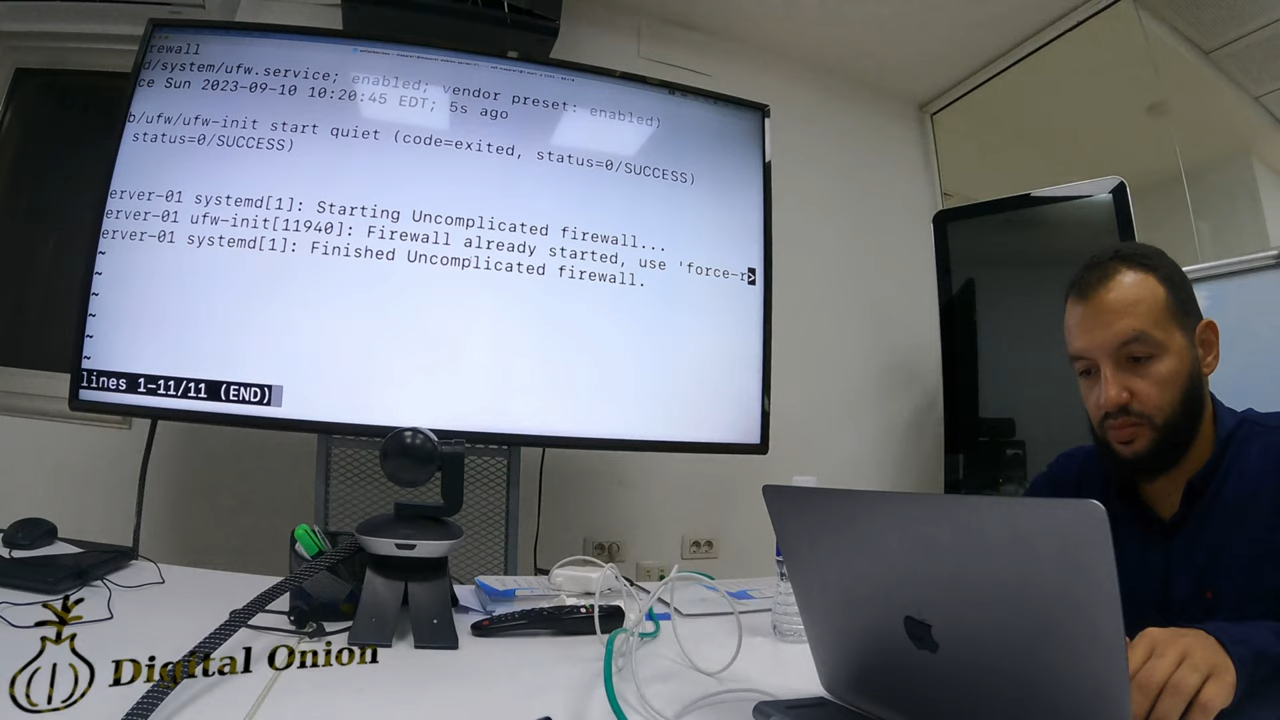 rewall
d/system/ufw.service; enabled; vendor preset: enabled)
ce Sun 2023-09-10 10:20:45 EDT; 5s ago
b/ufw/ufw-init start quiet (code=exited, status=0/SUCCESS)
status=0/SUCCESS)
erver-01 systemd[1]: Starting Uncomplicated firewall...
erver-01 ufw-init[11940]: Firewall already started, use 'force-r>
erver-01 systemd[1]: Finished Uncomplicated firewall.
~
~
~
~
~
~
lines 1-11/11 (END)
Digital Onion